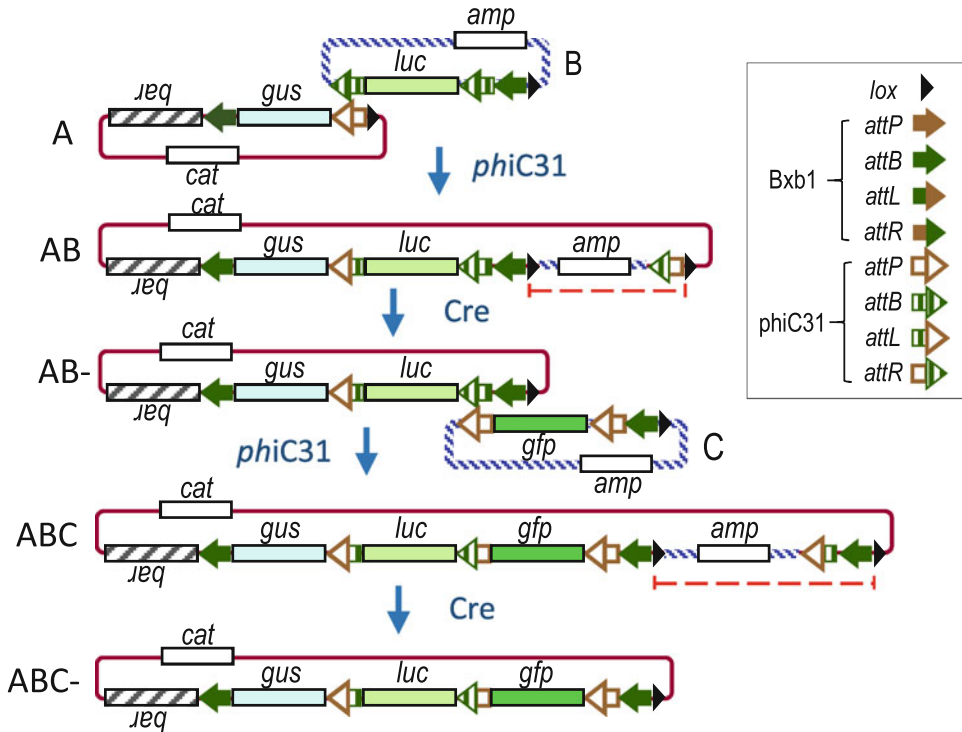 amp
luc
B
bar
gus
A
cat
phiC31
cat
AB
gus
luc
amp
bar
Cre
cat
AB-
gus
luc
bar
phiC31
gfp
C
amp
cat
ABC
gus
luc
gfp
amp
bar
Cre
cat
ABC-
gus
luc
gfp
bar
lox
Bxb1
attP
attB
attL
attR
phiC31
attP
attB
attL
attR